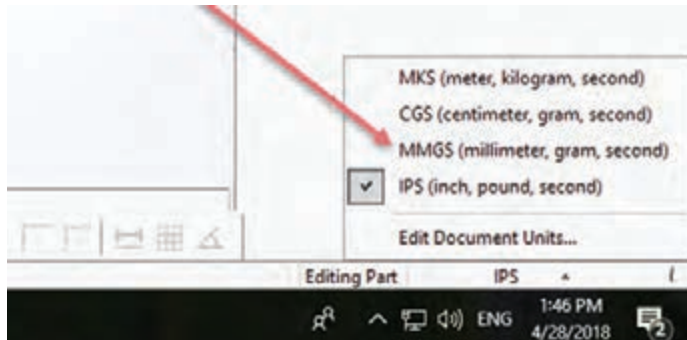 MKS (meter, kilogram, second)
CGS (centimeter, gram, second)
MMGS (millimeter, gram, second)
IPS (inch, pound, second)
Edit Document Units...
Editing Part IPS
ENG 1:46 PM
4/28/2018 2